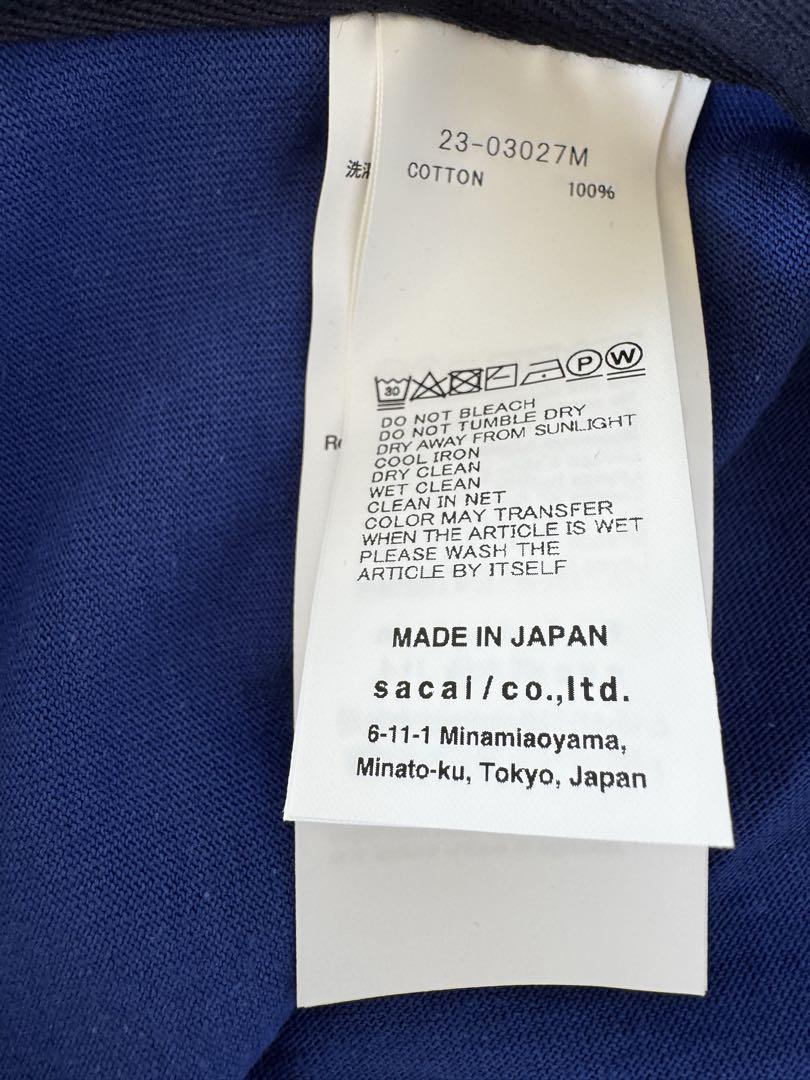 23-03027M
洗
COTTON 100%
30 P W
DO NOT BLEACH
DO NOT TUMBLE DRY
DRY AWAY FROM SUNLIGHT
COOL IRON
DRY CLEAN
WET CLEAN
CLEAN IN NET
COLOR MAY TRANSFER
WHEN THE ARTICLE IS WET
PLEASE WASH THE
ARTICLE BY ITSELF
MADE IN JAPAN
sacai/co.,ltd.
6-11-1 Minamiaoyama,
Minato-ku, Tokyo, Japan